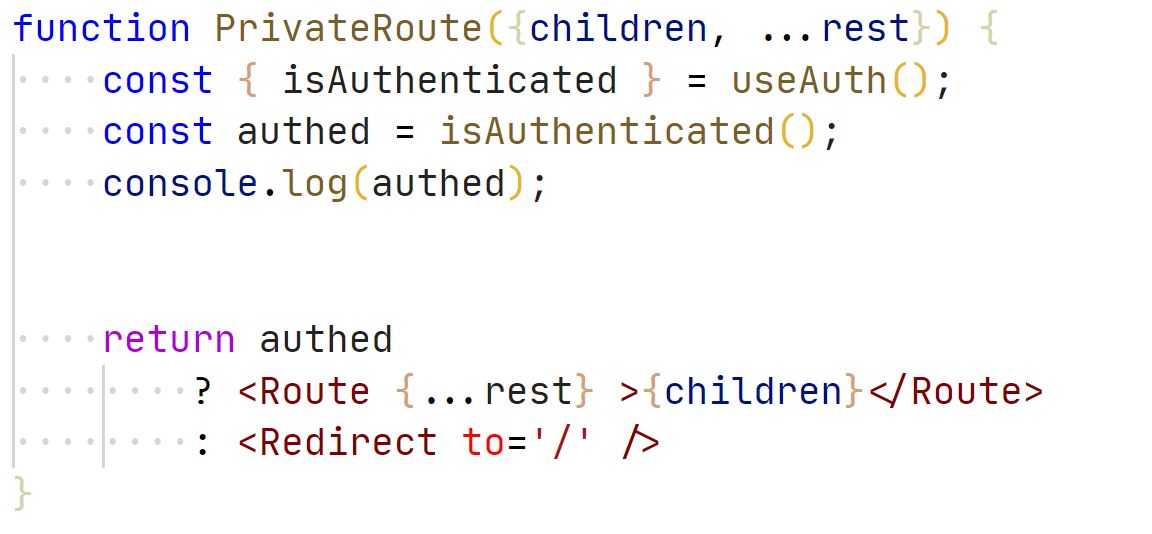 function PrivateRoute({children, ...rest}) {
    const { isAuthenticated } = useAuth();
    const authed = isAuthenticated();
    console.log(authed);
    return authed
        ? <Route {...rest} >{children}</Route>
        : <Redirect to='/' />
}